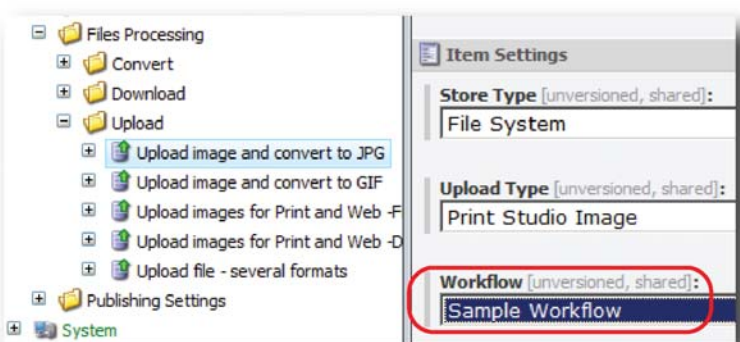 Files Processing
Convert
Download
Upload
Upload image and convert to JPG
Upload image and convert to GIF
Upload images for Print and Web -F
Upload images for Print and Web -D
Upload file - several formats
Publishing Settings
System
Item Settings
Store Type [unversioned, shared]:
File System
Upload Type [unversioned, shared]:
Print Studio Image
Workflow [unversioned, shared]:
Sample Workflow